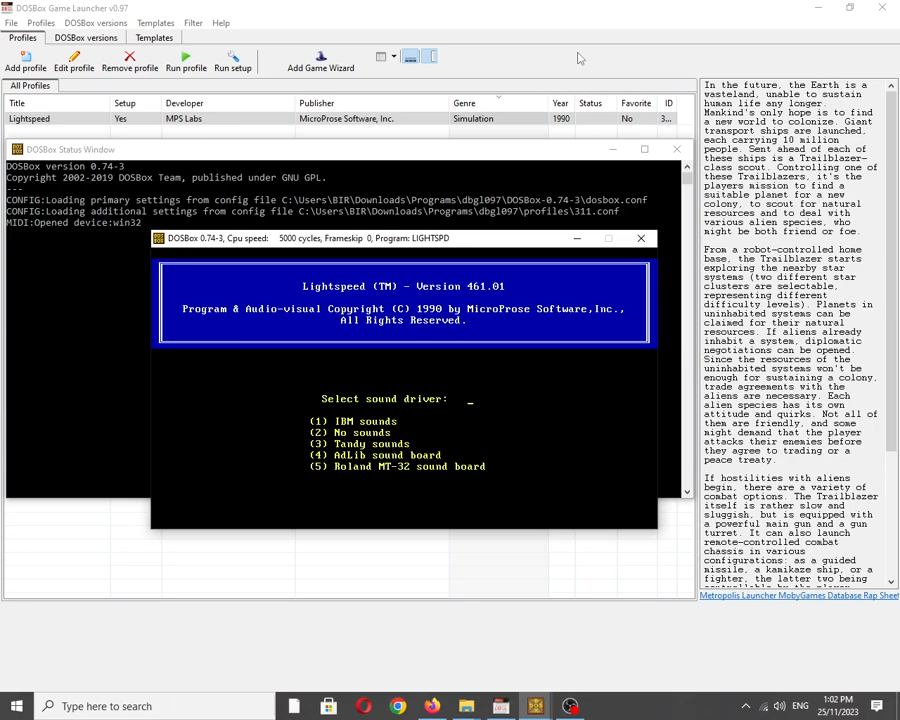 DOSBox Game Launcher v0.97
File Profiles DOSBox versions Templates Filter Help
Profiles DOSBox versions Templates
Add profile Edit profile Remove profile Run profile Run setup Add Game Wizard
All Profiles
Title Setup Developer Publisher Genre Year Status Favorite ID
Lightspeed Yes MPS Labs MicroProse Software, Inc. Simulation 1990 No 3...
DOSBox Status Window
DOSBox version 0.74-3
Copyright 2002-2019 DOSBox Team, published under GNU GPL.
---
CONFIG:Loading primary settings from config file C:\Users\BIR\Downloads\Programs\dbgl097\DOSBox-0.74-3\dosbox.conf
CONFIG:Loading additional settings from config file C:\Users\BIR\Downloads\Programs\dbgl097\profiles\311.conf
MIDI:Opened device:win32
DOSBox 0.74-3, Cpu speed: 5000 cycles, Frameskip 0, Program: LIGHTSPD
Lightspeed (TM) - Version 461.01
Program & Audio-visual Copyright (C) 1990 by MicroProse Software,Inc.,
All Rights Reserved.
Select sound driver: _
(1) IBM sounds
(2) No sounds
(3) Tandy sounds
(4) AdLib sound board
(5) Roland MT-32 sound board
In the future, the Earth is a
wasteland, unable to sustain
human life any longer.
Mankind's only hope is to find
a new world to colonize. Giant
transport ships are launched,
each carrying 10 million
people. Sent ahead of each of
these ships is a Trailblazer-
class scout. Controlling one of
these Trailblazers, it's the
players mission to find a
suitable planet for a new
colony, to scout for natural
resources and to deal with
various alien species, who
might be both friend or foe.
From a robot-controlled home
base, the Trailblazer starts
exploring the nearby star
systems (two different star
clusters are selectable,
representing different
difficulty levels). Planets in
uninhabited systems can be
claimed for their natural
resources. If aliens already
inhabit a system, diplomatic
negotiations can be opened.
Since the resources of the
uninhabited systems won't be
enough for sustaining a colony,
trade agreements with the
aliens are necessary. Each
alien species has its own
attitude and quirks. Not all of
them are friendly, and some
might demand that the player
attacks their enemies before
they agree to trading or a
peace treaty.
If hostilities with aliens
begin, there are a variety of
combat options. The Trailblazer
itself is rather slow and
sluggish, but is equipped with
a powerful main gun and a gun
turret. It can also launch
remote-controlled combat
chassis in various
configurations: as a guided
missile, a kamikaze ship, or a
fighter, the latter two being
controllable by the player
Metropolis Launcher MobyGames Database Rap Sheet
Type here to search
ENG
1:02 PM
25/11/2023